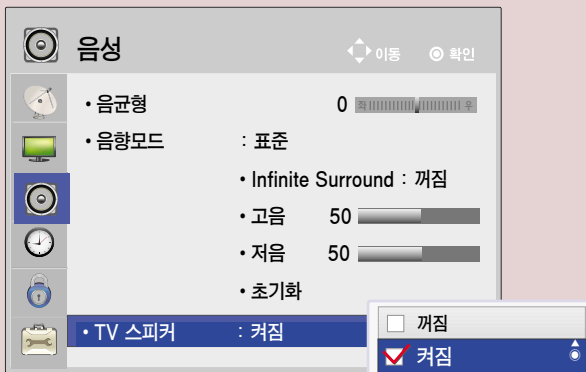 음성 이동 확인
• 음균형 0 좌 우
• 음향모드 : 표준
• Infinite Surround : 꺼짐
• 고음 50
• 저음 50
• 초기화
• TV 스피커 : 켜짐
꺼짐
켜짐